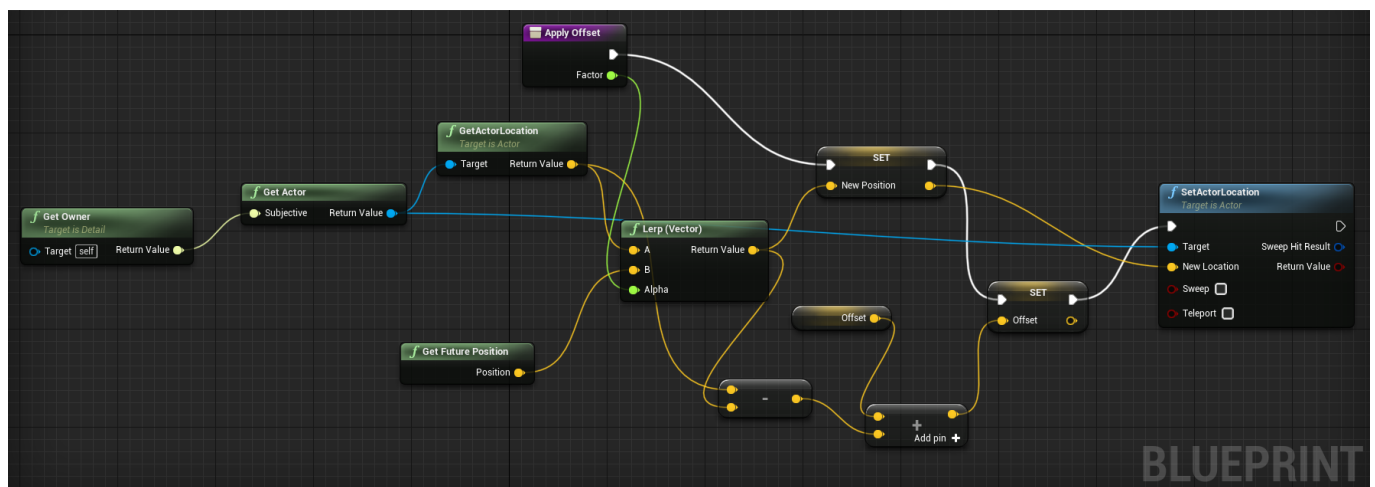 Apply Offset
Factor
GetActorLocation
Target is Actor
Target Return Value
Get Actor
Subjective Return Value
Get Owner
Target is Detail
Target self Return Value
Lerp (Vector)
A Return Value
B
Alpha
Get Future Position
Position
SET
New Position
Offset
-
+
Add pin +
SET
Offset
SetActorLocation
Target is Actor
Target Sweep Hit Result
New Location Return Value
Sweep
Teleport
BLUEPRINT